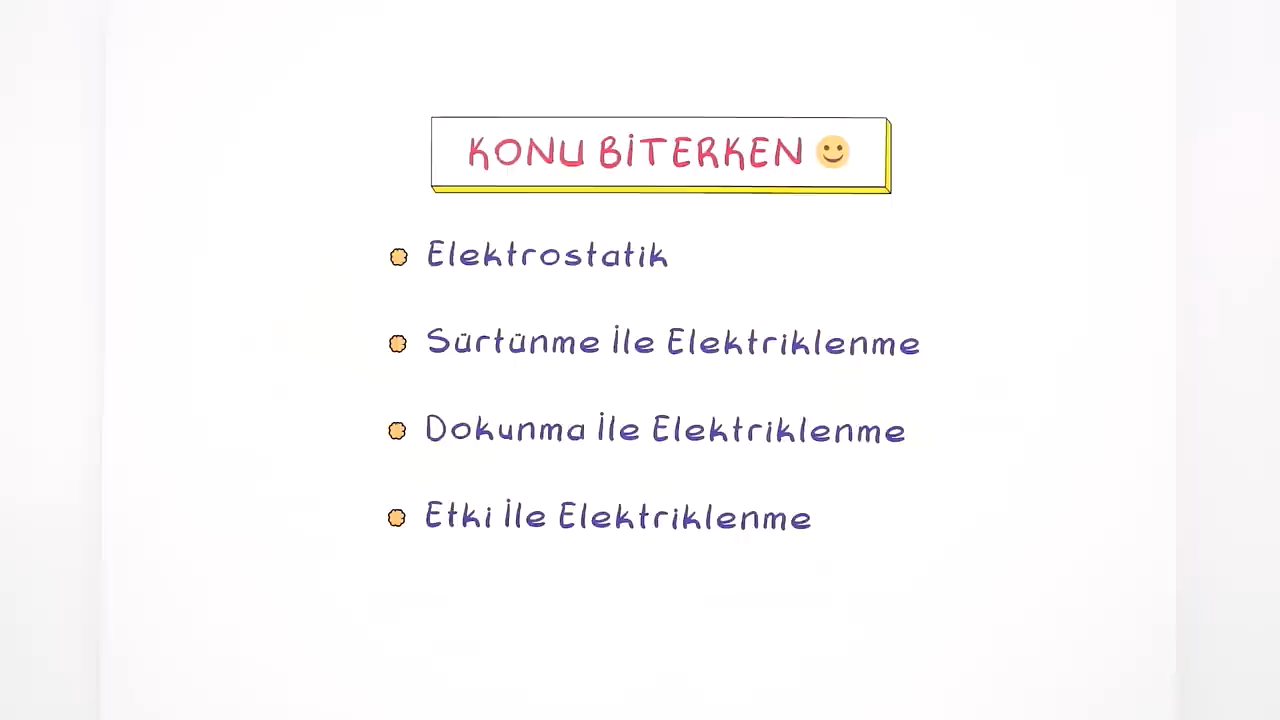 KONU BİTERKEN 🙂
Elektrostatik
Sürtünme İle Elektriklenme
Dokunma İle Elektriklenme
Etki İle Elektriklenme